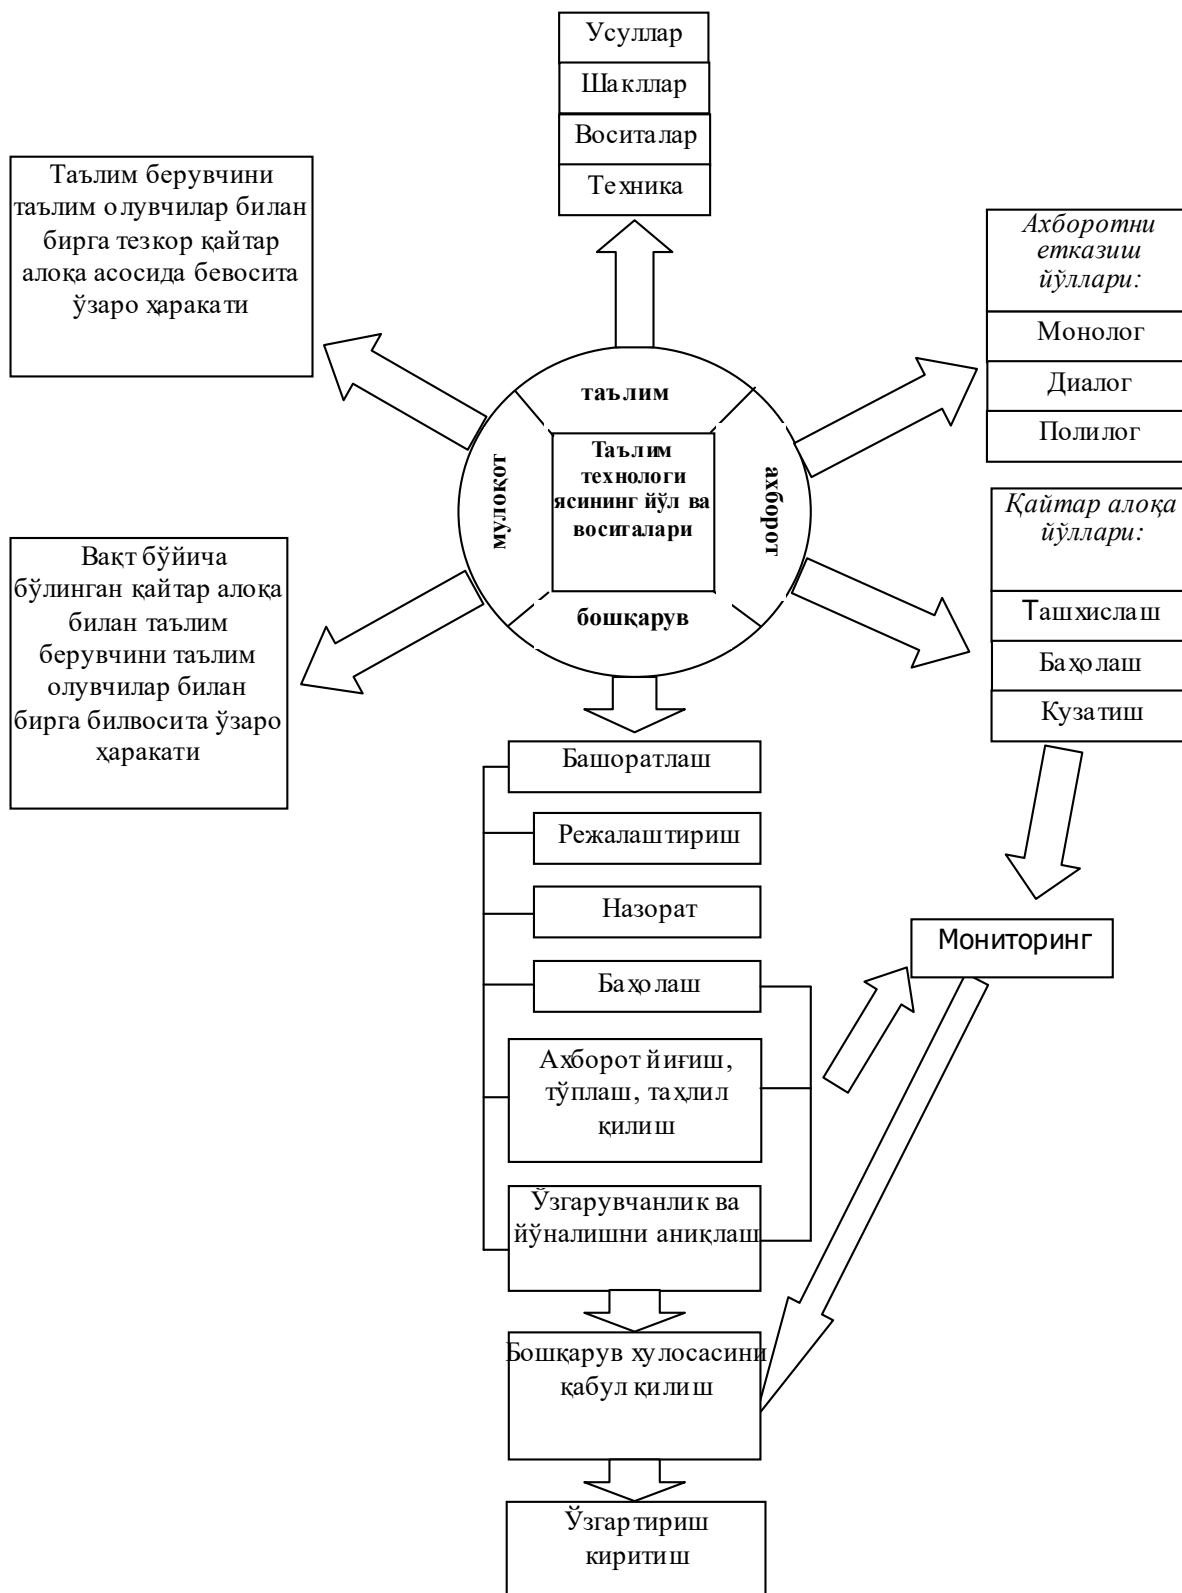 Усуллар
Шакллар
Воситалар
Техника
Таълим берувчини
таълим олувчилар билан
бирга тезкор қайтар
алоқа асосида бевосита
ўзаро ҳаракати
Ахборотни
етказиш
йўллари:
Монолог
Диалог
Полилог
таълим
мулоқот
Таълим
технологи
ясининг йўл ва
воситалари
ахборот
бошқарув
Қайтар алоқа
йўллари:
Ташхислаш
Баҳолаш
Кузатиш
Вақт бўйича
бўлинган қайтар алоқа
билан таълим
берувчини таълим
олувчилар билан
бирга билвосита ўзаро
ҳаракати
Башоратлаш
Режалаштириш
Назорат
Баҳолаш
Ахборот йиғиш,
тўплаш, таҳлил
қилиш
Ўзгарувчанлик ва
йўналишни аниқлаш
Мониторинг
Бошқарув хулосасини
қабул қилиш
Ўзгартириш
киритиш